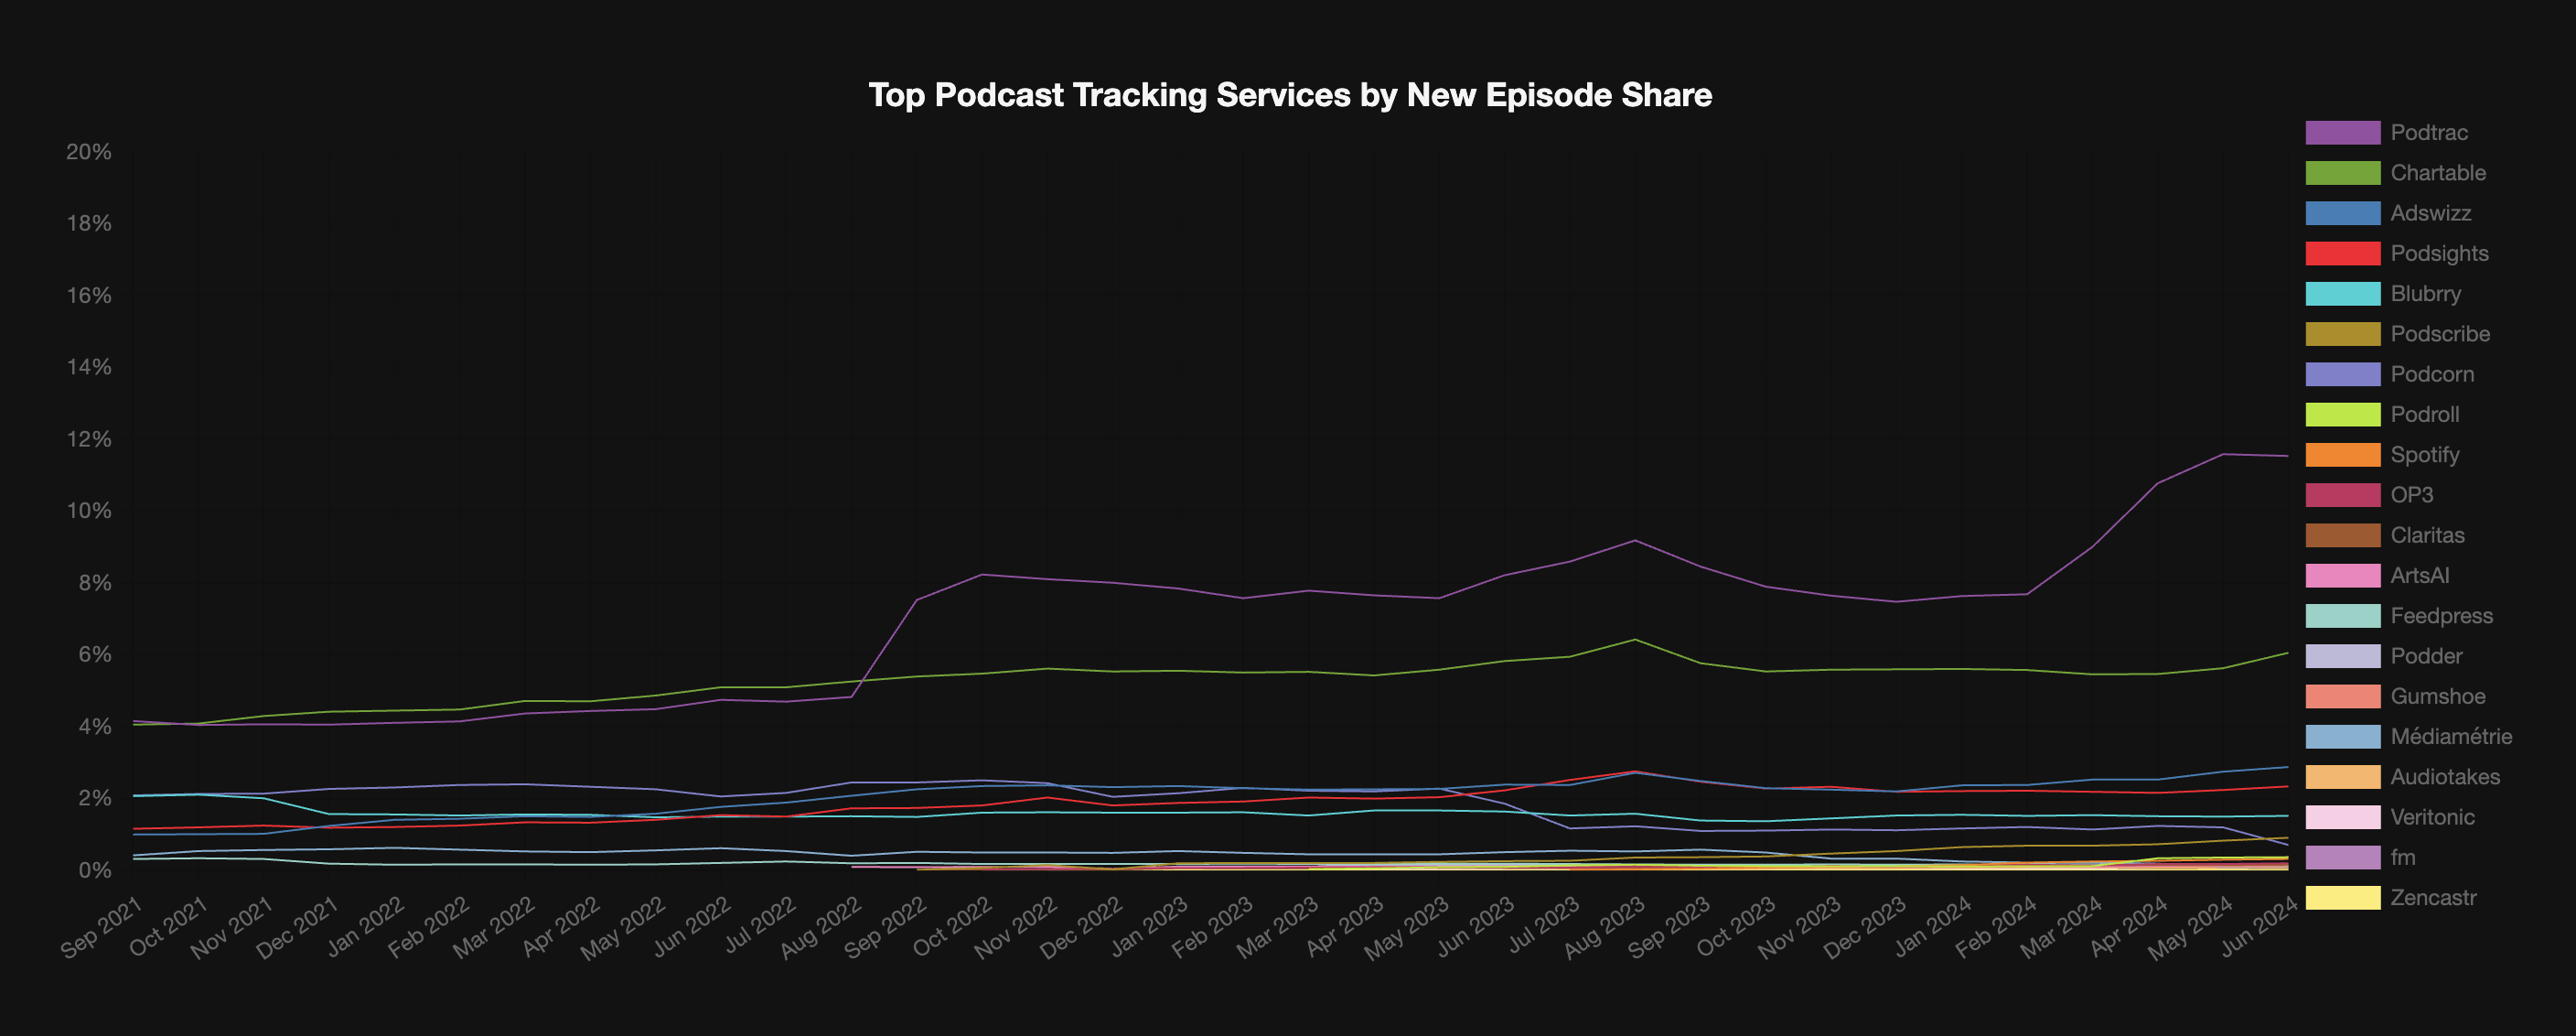 Top Podcast Tracking Services by New Episode Share
20%
18%
16%
14%
12%
10%
8%
6%
4%
2%
0%
Sep 2021
Oct 2021
Nov 2021
Dec 2021
Jan 2022
Feb 2022
Mar 2022
Apr 2022
May 2022
Jun 2022
Jul 2022
Aug 2022
Sep 2022
Oct 2022
Nov 2022
Dec 2022
Jan 2023
Feb 2023
Mar 2023
Apr 2023
May 2023
Jun 2023
Jul 2023
Aug 2023
Sep 2023
Oct 2023
Nov 2023
Dec 2023
Jan 2024
Feb 2024
Mar 2024
Apr 2024
May 2024
Jun 2024
Podtrac
Chartable
Adswizz
Podsights
Blubrry
Podscribe
Podcorn
Podroll
Spotify
OP3
Claritas
ArtsAI
Feedpress
Podder
Gumshoe
Médiamétrie
Audiotakes
Veritonic
fm
Zencastr